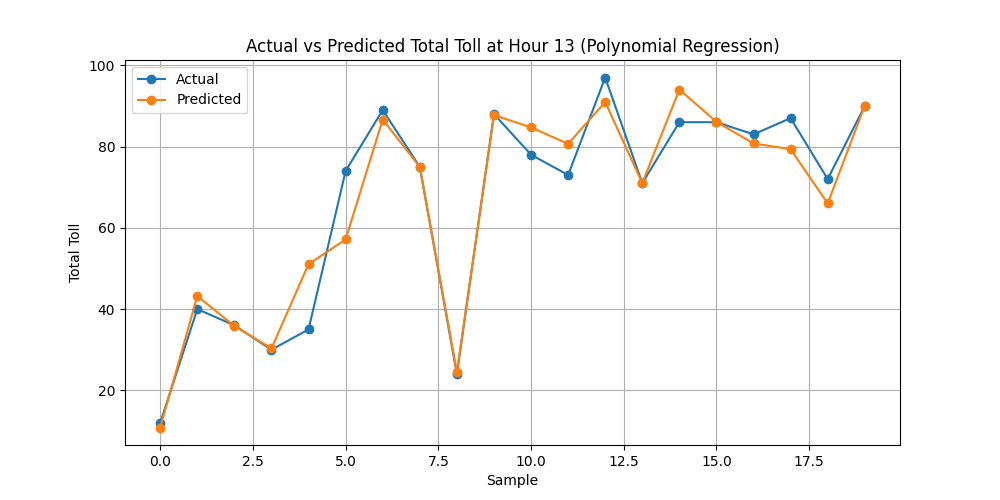 Actual vs Predicted Total Toll at Hour 13 (Polynomial Regression)
Actual
Predicted
100
80
60
40
20
Total Toll
0.0 2.5 5.0 7.5 10.0 12.5 15.0 17.5
Sample